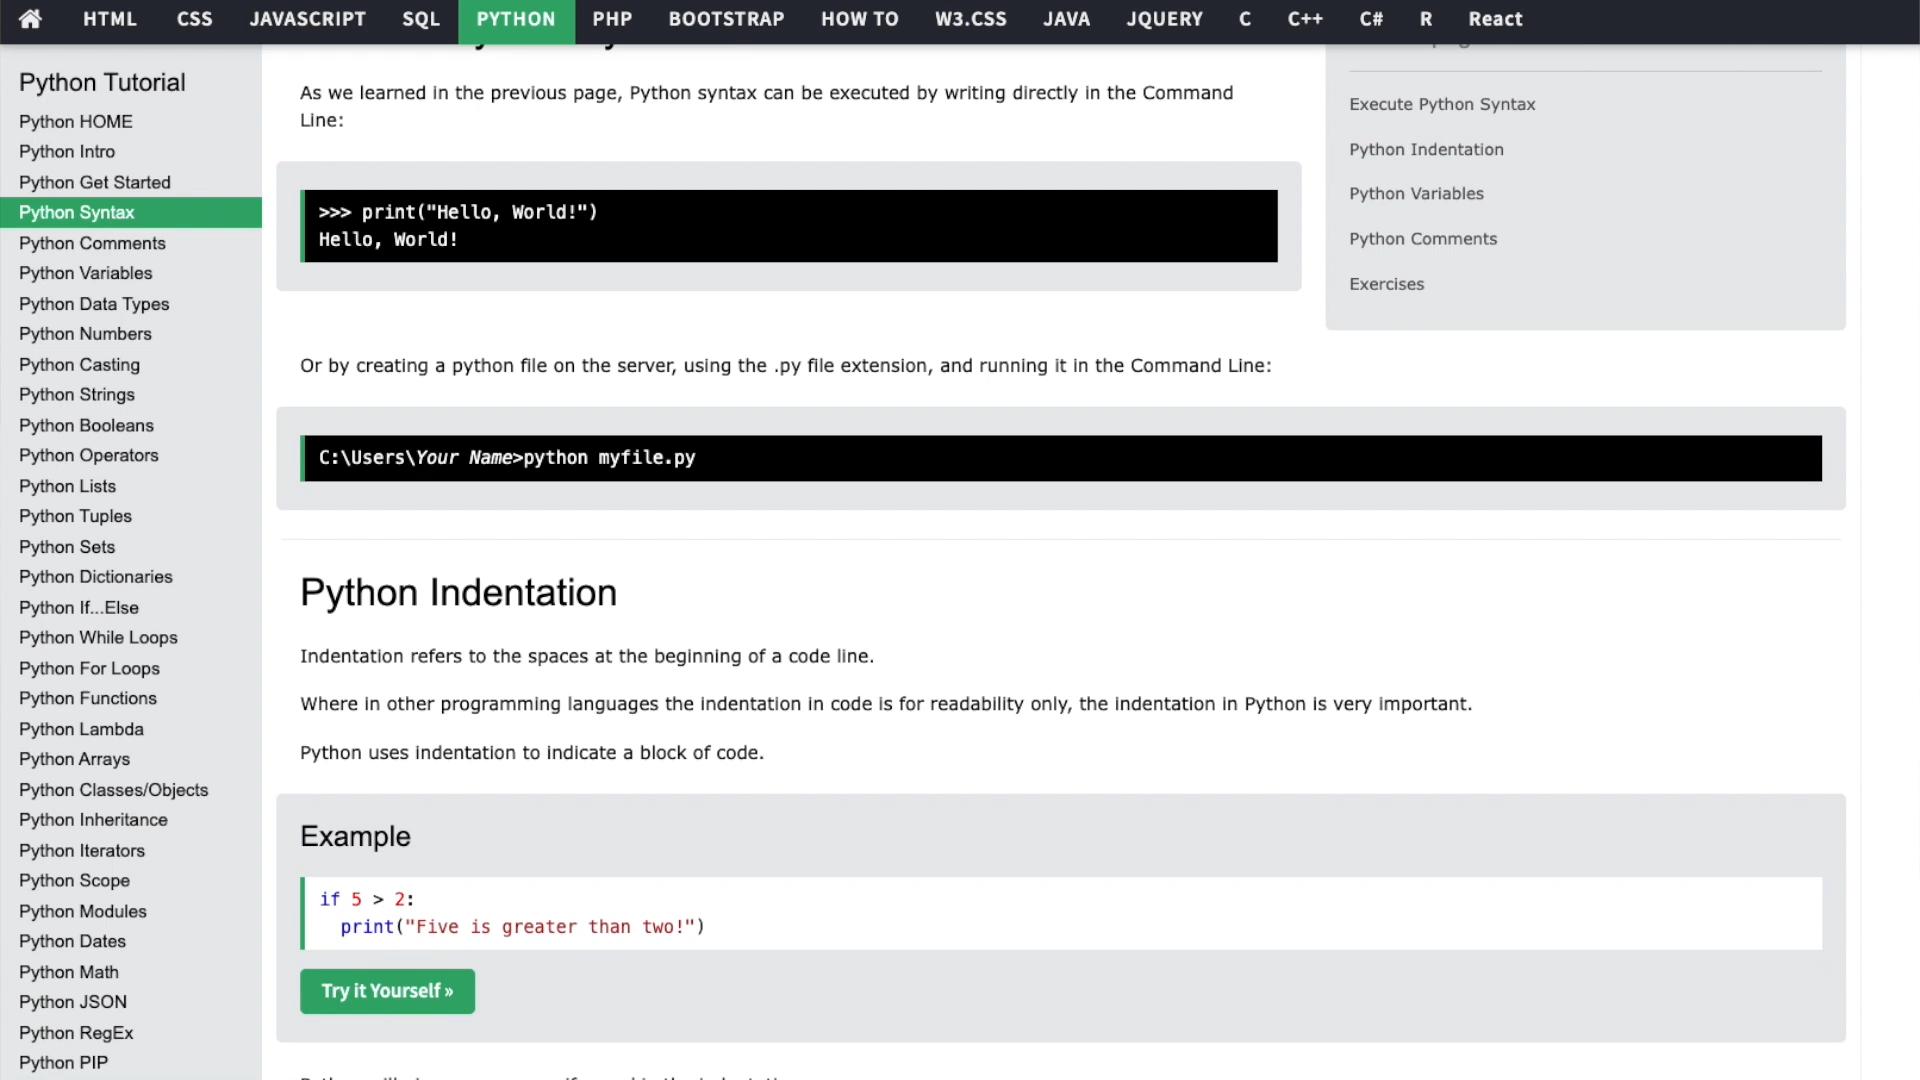 HTML CSS JAVASCRIPT SQL PYTHON PHP BOOTSTRAP HOW TO W3.CSS JAVA JQUERY C C++ C# R React
Python Tutorial
Python HOME
Python Intro
Python Get Started
Python Syntax
Python Comments
Python Variables
Python Data Types
Python Numbers
Python Casting
Python Strings
Python Booleans
Python Operators
Python Lists
Python Tuples
Python Sets
Python Dictionaries
Python If...Else
Python While Loops
Python For Loops
Python Functions
Python Lambda
Python Arrays
Python Classes/Objects
Python Inheritance
Python Iterators
Python Scope
Python Modules
Python Dates
Python Math
Python JSON
Python RegEx
Python PIP
As we learned in the previous page, Python syntax can be executed by writing directly in the Command
Line:
>>> print("Hello, World!")
Hello, World!
Or by creating a python file on the server, using the .py file extension, and running it in the Command Line:
C:\Users\Your Name>python myfile.py
Python Indentation
Indentation refers to the spaces at the beginning of a code line.
Where in other programming languages the indentation in code is for readability only, the indentation in Python is very important.
Python uses indentation to indicate a block of code.
Example
if 5 > 2:
  print("Five is greater than two!")
Try it Yourself »
Execute Python Syntax
Python Indentation
Python Variables
Python Comments
Exercises